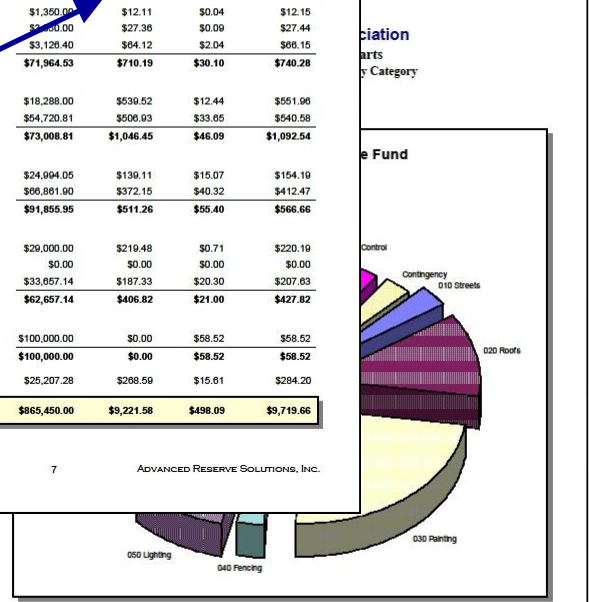 $1,350.00 $12.11 $0.04 $12.15
$27.36 $0.09 $27.44
$3,126.40 $64.12 $2.04 $66.15
$71,964.53 $710.19 $30.10 $740.28
$18,288.00 $539.52 $12.44 $551.96
$54,720.81 $506.93 $33.65 $540.58
$73,008.81 $1,046.45 $46.09 $1,092.54
$24,994.05 $139.11 $15.07 $154.19
$66,861.90 $372.15 $40.32 $412.47
$91,855.95 $511.26 $55.40 $566.66
$29,000.00 $219.48 $0.71 $220.19
$0.00 $0.00 $0.00 $0.00
$33,657.14 $187.33 $20.30 $207.63
$62,657.14 $406.82 $21.00 $427.82
$100,000.00 $0.00 $58.52 $58.52
$100,000.00 $0.00 $58.52 $58.52
$25,207.28 $268.59 $15.61 $284.20
$865,450.00 $9,221.58 $498.09 $9,719.66
7 ADVANCED RESERVE SOLUTIONS, INC.
ciation
arts
y Category
e Fund
Control
Contingency
010 Streets
020 Roofs
030 Painting
050 Lighting
040 Fencing